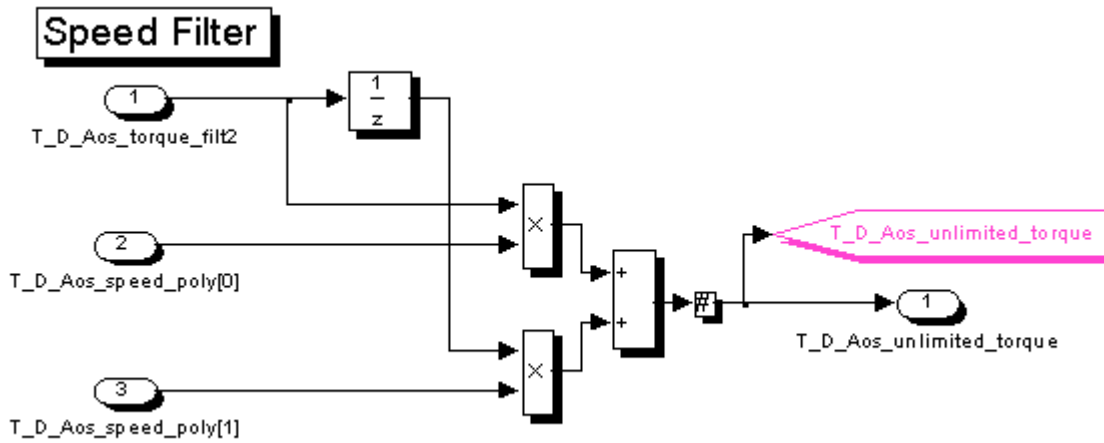 Speed Filter
1
T_D_Aos_torque_filt2
1
z
2
T_D_Aos_speed_poly[0]
×
+
+
#
T_D_Aos_unlimited_torque
1
T_D_Aos_unlimited_torque
3
T_D_Aos_speed_poly[1]
×